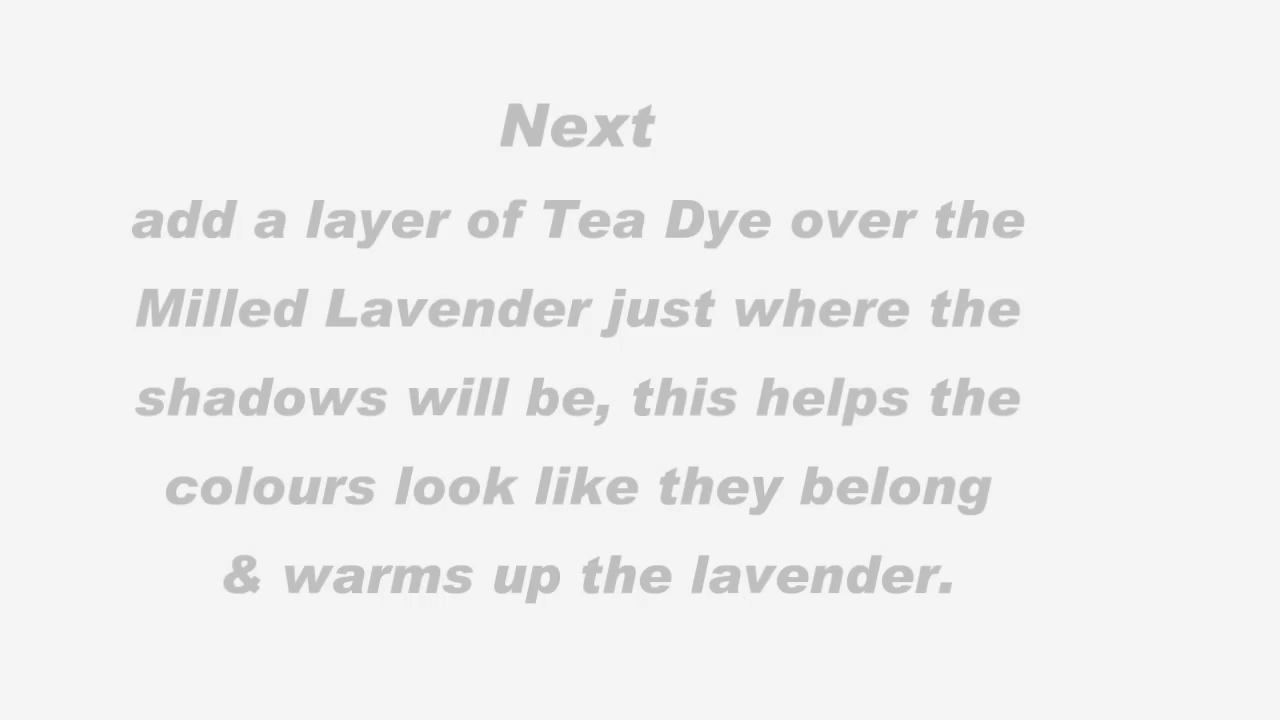 Next
add a layer of Tea Dye over the
Milled Lavender just where the
shadows will be, this helps the
colours look like they belong
& warms up the lavender.